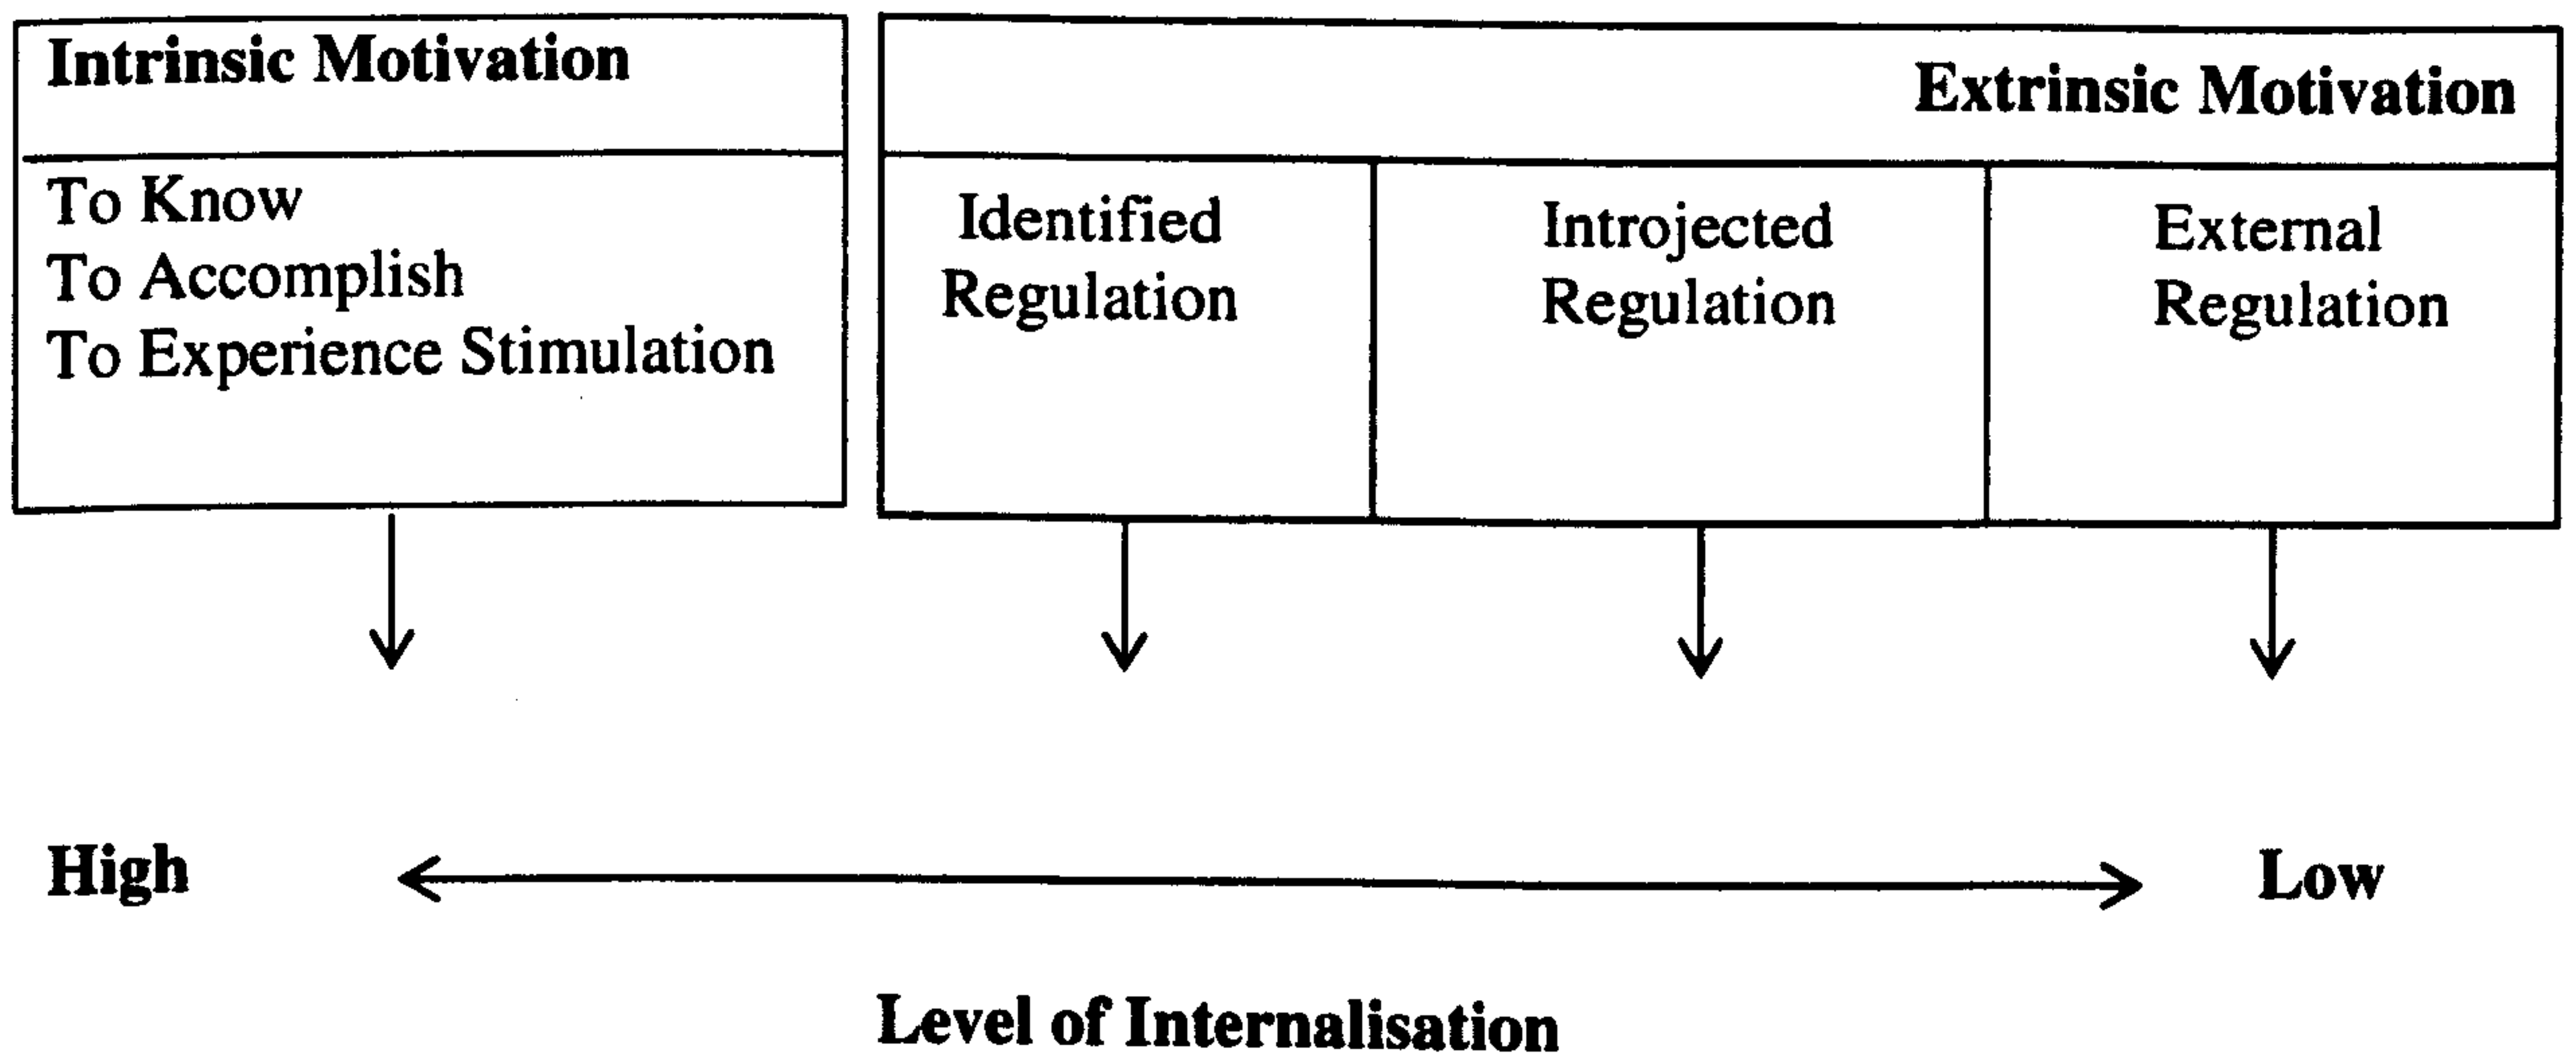 Intrinsic Motivation
Extrinsic Motivation
To Know
To Accomplish
To Experience Stimulation
Identified
Regulation
Introjected
Regulation
External
Regulation
High
Low
Level of Internalisation